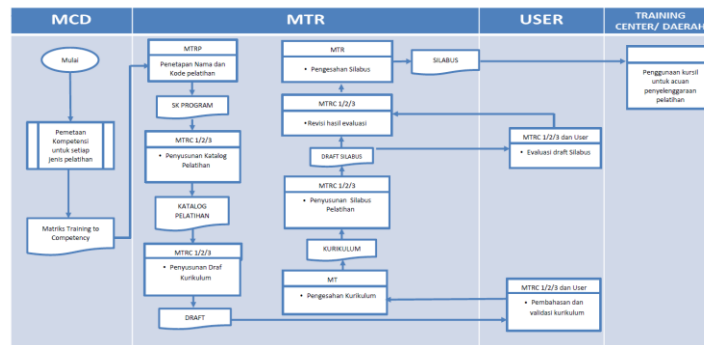 MCD
MTR
USER
TRAINING
CENTER/ DAERAH
Mulai
Pemetaan
Kompetensi
untuk setiap
jenis pelatihan
Matriks Training to
Competency
MTRP
Penetapan Nama dan
Kode pelatihan
SK PROGRAM
MTRC 1/2/3
• Penyusunan Katalog
Pelatihan
KATALOG
PELATIHAN
MTRC 1/2/3
• Penyusunan Draf
Kurikulum
DRAFT
MTR
• Pengesahan Silabus
MTRC 1/2/3
•Revisi hasil evaluasi
DRAFT SILABUS
MTRC 1/2/3
• Penyusunan Silabus
Pelatihan
KURIKULUM
MT
• Pengesahan Kurikulum
SILABUS
MTRC 1/2/3 dan User
• Evaluasi draft Silabus
MTRC 1/2/3 dan User
• Pembahasan dan
validasi kurikulum
Penggunaan kursil
untuk acuan
penyelenggaraan
pelatihan